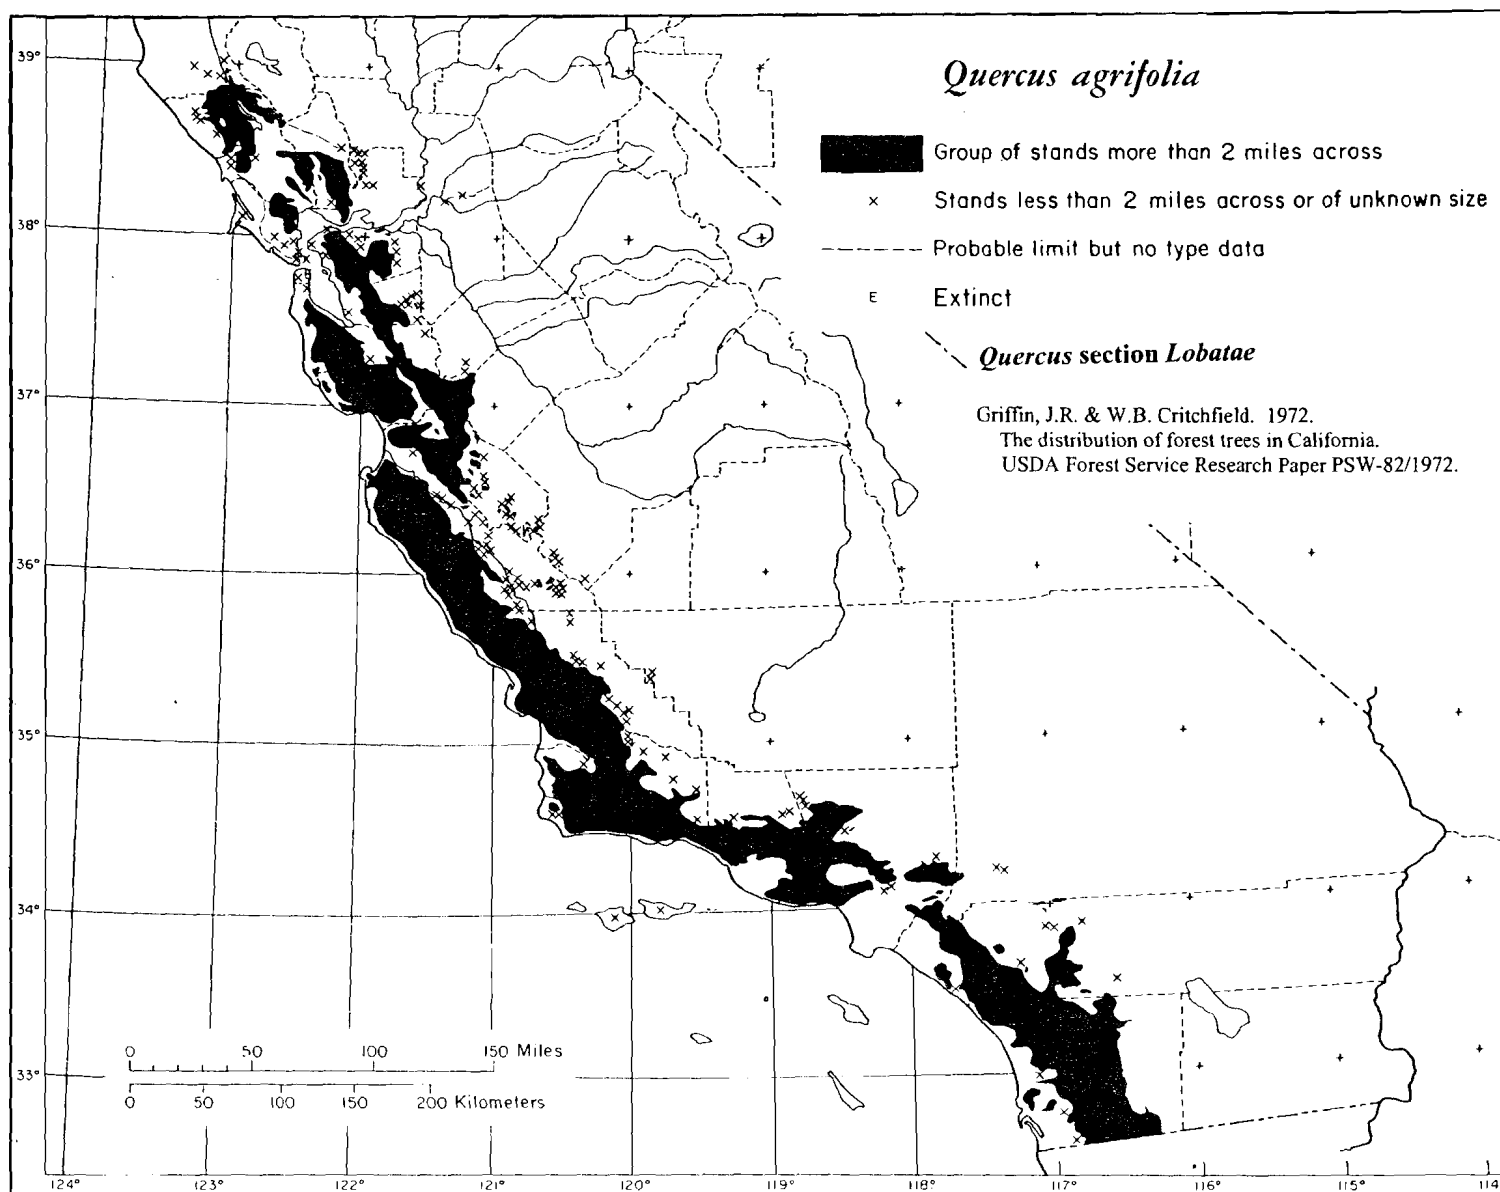 Quercus agrifolia
Group of stands more than 2 miles across
× Stands less than 2 miles across or of unknown size
Probable limit but no type data
E Extinct
Quercus section Lobatae
Griffin, J.R. & W.B. Critchfield. 1972.
The distribution of forest trees in California.
USDA Forest Service Research Paper PSW-82/1972.
39°
38°
37°
36°
35°
34°
33°
0 50 100 150 Miles
0 50 100 150 200 Kilometers
124° 123° 122° 121° 120° 119° 118° 117° 116° 115° 114